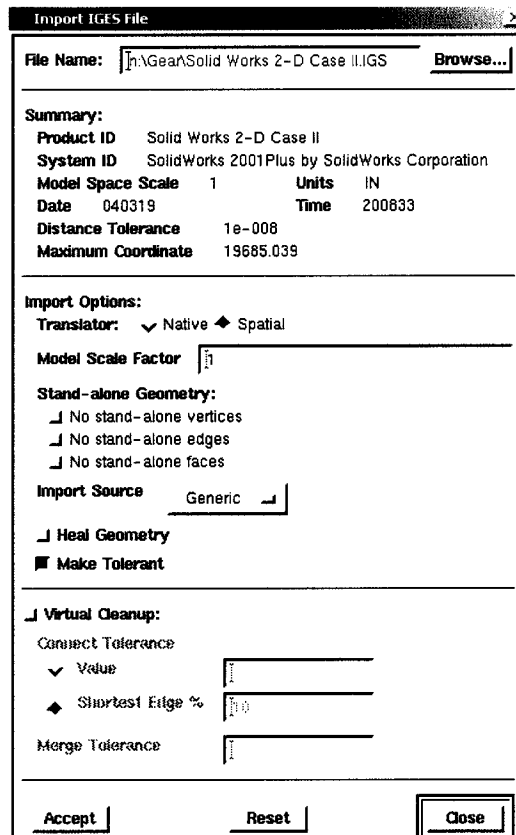 Import IGES File
File Name: n:\Gear\Solid Works 2-D Case II.IGS Browse...
Summary:
Product ID Solid Works 2-D Case II
System ID SolidWorks 2001Plus by SolidWorks Corporation
Model Space Scale 1 Units IN
Date 040319 Time 200833
Distance Tolerance 1e-008
Maximum Coordinate 19685.039
Import Options:
Translator: Native Spatial
Model Scale Factor 1
Stand-alone Geometry:
No stand-alone vertices
No stand-alone edges
No stand-alone faces
Import Source Generic
Heal Geometry
Make Tolerant
Virtual Cleanup:
Connect Tolerance
Value
Shortest Edge % 10
Merge Tolerance
Accept Reset Close